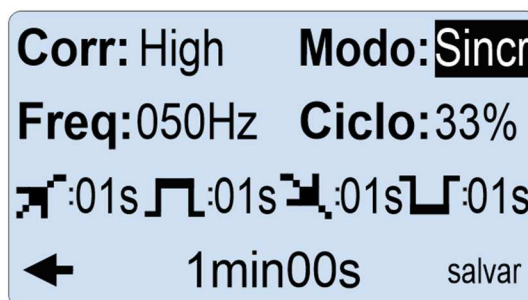 Corr: High Modo: Sincr
Freq: 050Hz Ciclo: 33%
:01s :01s :01s :01s
1min00s salvar